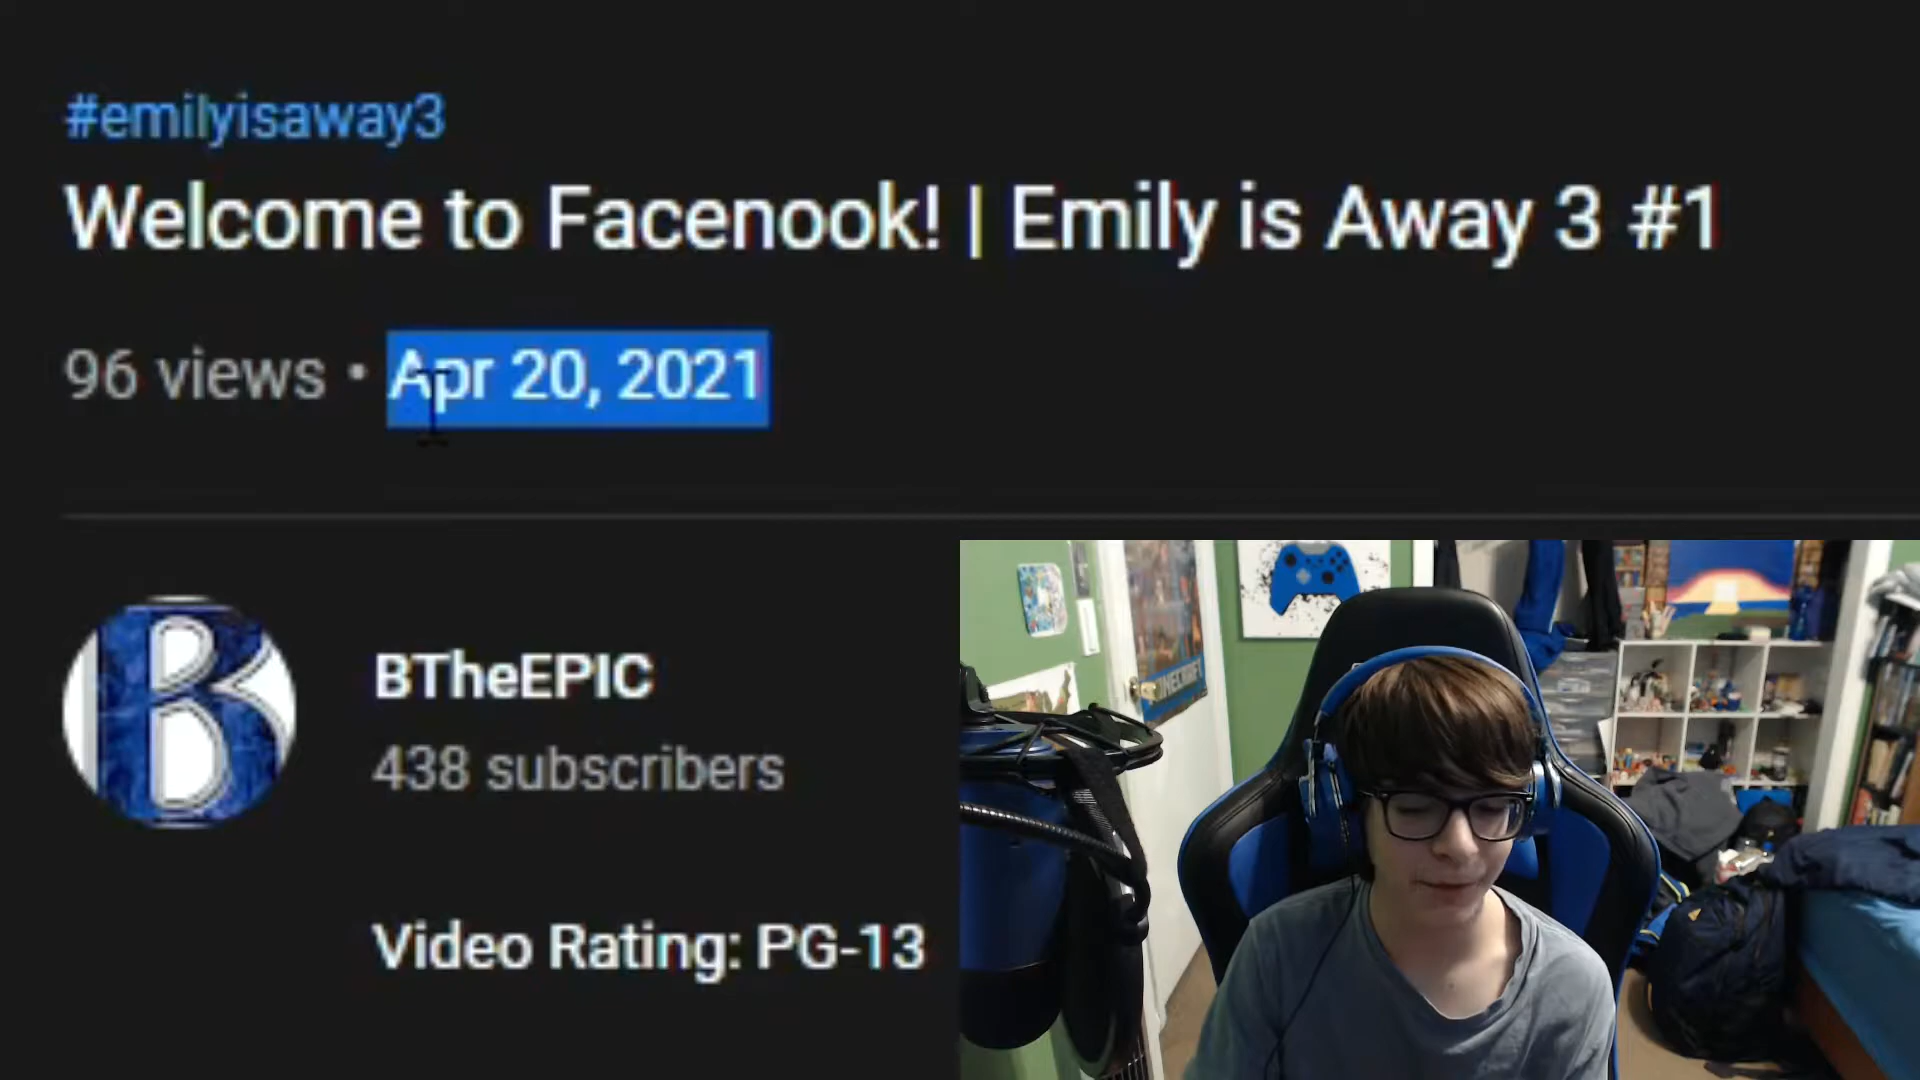 #emilyisaway3
Welcome to Facenook! | Emily is Away 3 #1
96 views • Apr 20, 2021
B
BTheEPIC
438 subscribers
Video Rating: PG-13
MINECRAFT